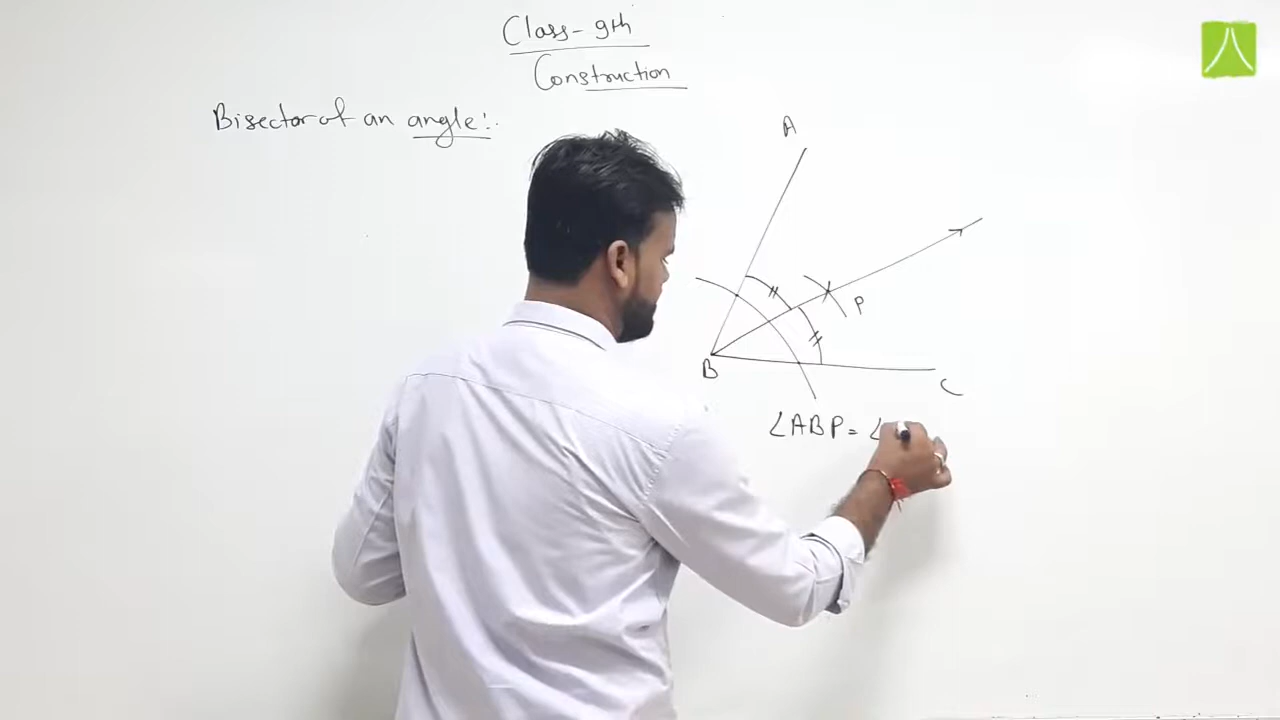 Class-9th
Construction
Bisector of an angle:-
A
P
B
C
∠ABP = ∠